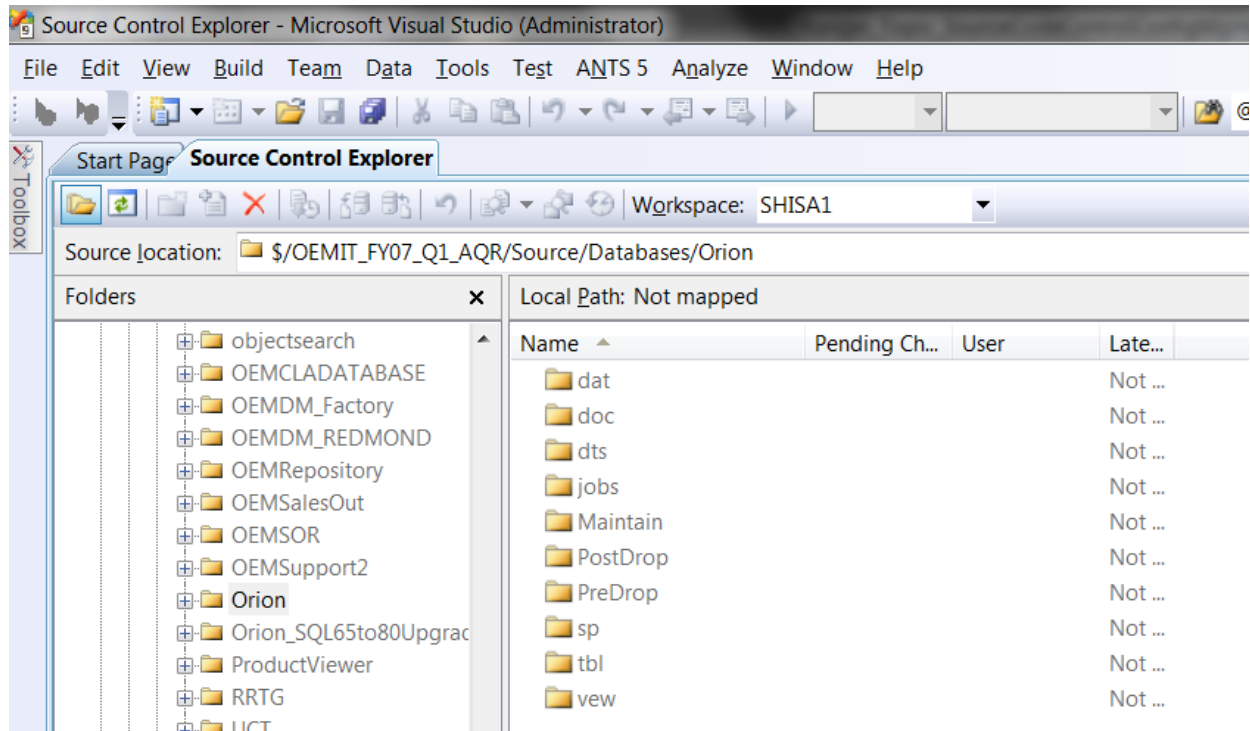 Source Control Explorer - Microsoft Visual Studio (Administrator)
File Edit View Build Team Data Tools Test ANTS 5 Analyze Window Help
Toolbox
Start Page Source Control Explorer
Workspace: SHISA1
Source location: $/OEMIT_FY07_Q1_AQR/Source/Databases/Orion
Folders
Local Path: Not mapped
objectsearch
OEMCLADATABASE
OEMDM_Factory
OEMDM_REDMOND
OEMRepository
OEMSalesOut
OEMSOR
OEMSupport2
Orion
Orion_SQL65to80Upgrad
ProductViewer
RRTG
UCT
Name Pending Ch... User Late...
dat Not ...
doc Not ...
dts Not ...
jobs Not ...
Maintain Not ...
PostDrop Not ...
PreDrop Not ...
sp Not ...
tbl Not ...
vew Not ...